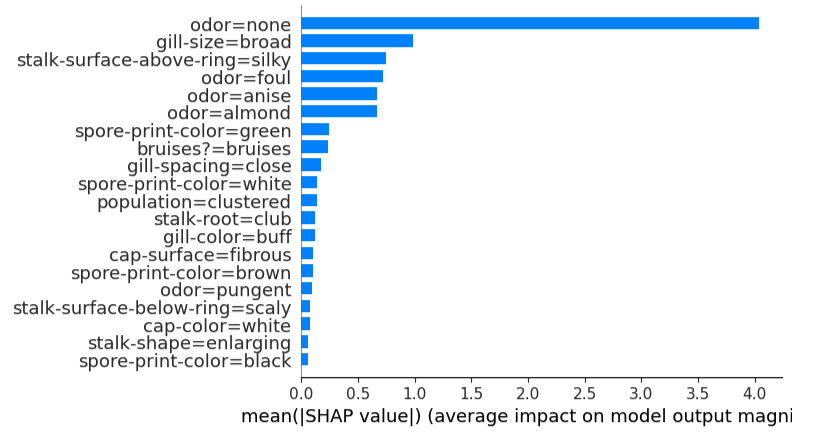 odor=none
gill-size=broad
stalk-surface-above-ring=silky
odor=foul
odor=anise
odor=almond
spore-print-color=green
bruises?=bruises
gill-spacing=close
spore-print-color=white
population=clustered
stalk-root=club
gill-color=buff
cap-surface=fibrous
spore-print-color=brown
odor=pungent
stalk-surface-below-ring=scaly
cap-color=white
stalk-shape=enlarging
spore-print-color=black
0.0 0.5 1.0 1.5 2.0 2.5 3.0 3.5 4.0
mean(|SHAP value|) (average impact on model output magni